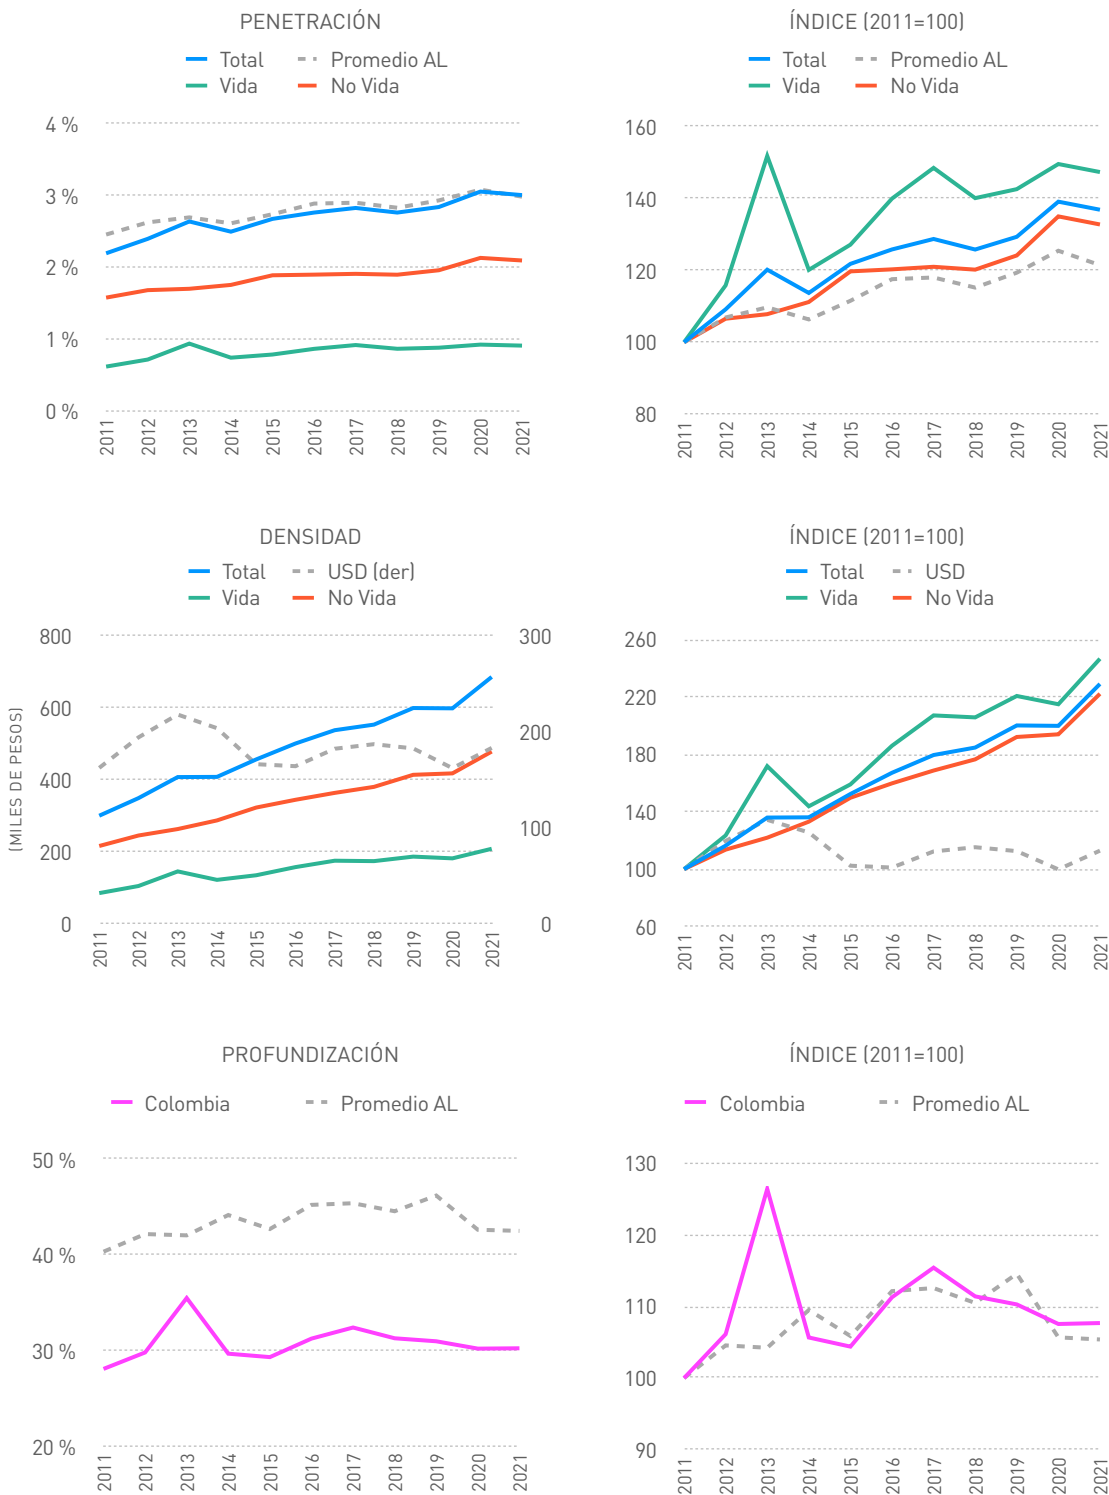 PENETRACIÓN
Total Promedio AL
Vida No Vida
4 %
3 %
2 %
1 %
0 %
2011 2012 2013 2014 2015 2016 2017 2018 2019 2020 2021
ÍNDICE (2011=100)
Total Promedio AL
Vida No Vida
160
140
120
100
80
2011 2012 2013 2014 2015 2016 2017 2018 2019 2020 2021
DENSIDAD
Total USD (der)
Vida No Vida
(MILES DE PESOS)
800 300
600
200
400
100
200
0 0
2011 2012 2013 2014 2015 2016 2017 2018 2019 2020 2021
ÍNDICE (2011=100)
Total USD
Vida No Vida
260
220
180
140
100
60
2011 2012 2013 2014 2015 2016 2017 2018 2019 2020 2021
PROFUNDIZACIÓN
Colombia Promedio AL
50 %
40 %
30 %
20 %
2011 2012 2013 2014 2015 2016 2017 2018 2019 2020 2021
ÍNDICE (2011=100)
Colombia Promedio AL
130
120
110
100
90
2011 2012 2013 2014 2015 2016 2017 2018 2019 2020 2021